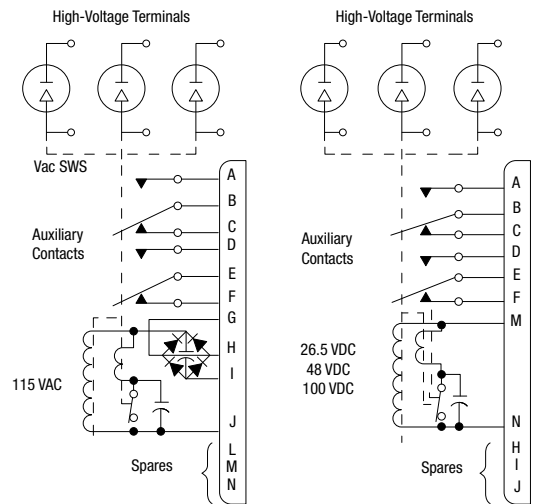 High-Voltage Terminals
Vac SWS
A
B
Auxiliary
Contacts
C
D
E
F
G
H
115 VAC
I
J
Spares
L
M
N
High-Voltage Terminals
A
B
Auxiliary
Contacts
C
D
E
F
M
26.5 VDC
48 VDC
100 VDC
N
Spares
H
I
J